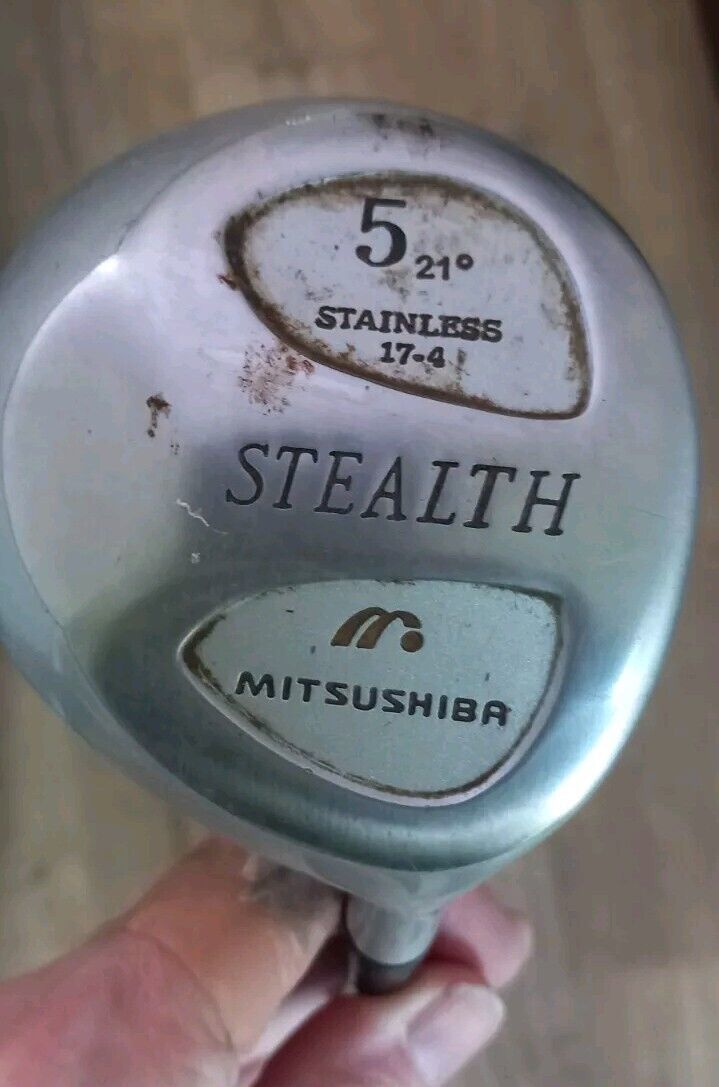 5 21°
STAINLESS
17-4
STEALTH
MITSUSHIBA